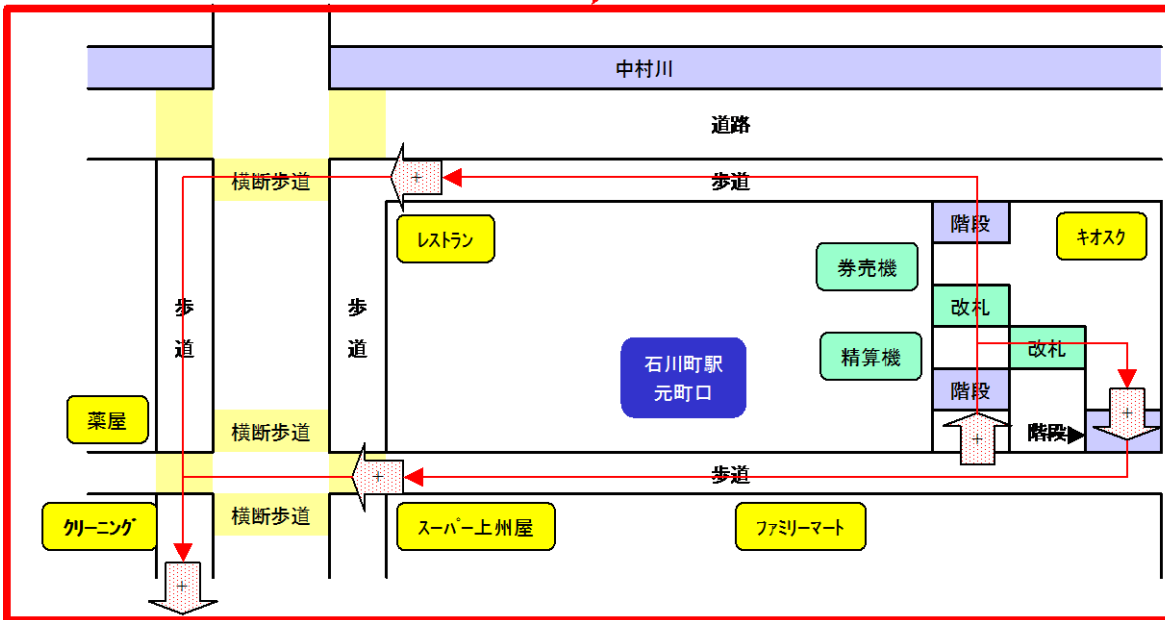 中村川
道路
横断歩道
歩道
レストラン
階段
キオスク
券売機
歩
道
歩
道
改札
石川町駅
元町口
精算機
改札
階段
薬屋
横断歩道
階段▶
歩道
クリーニング
横断歩道
スーパー上州屋
ファミリーマート